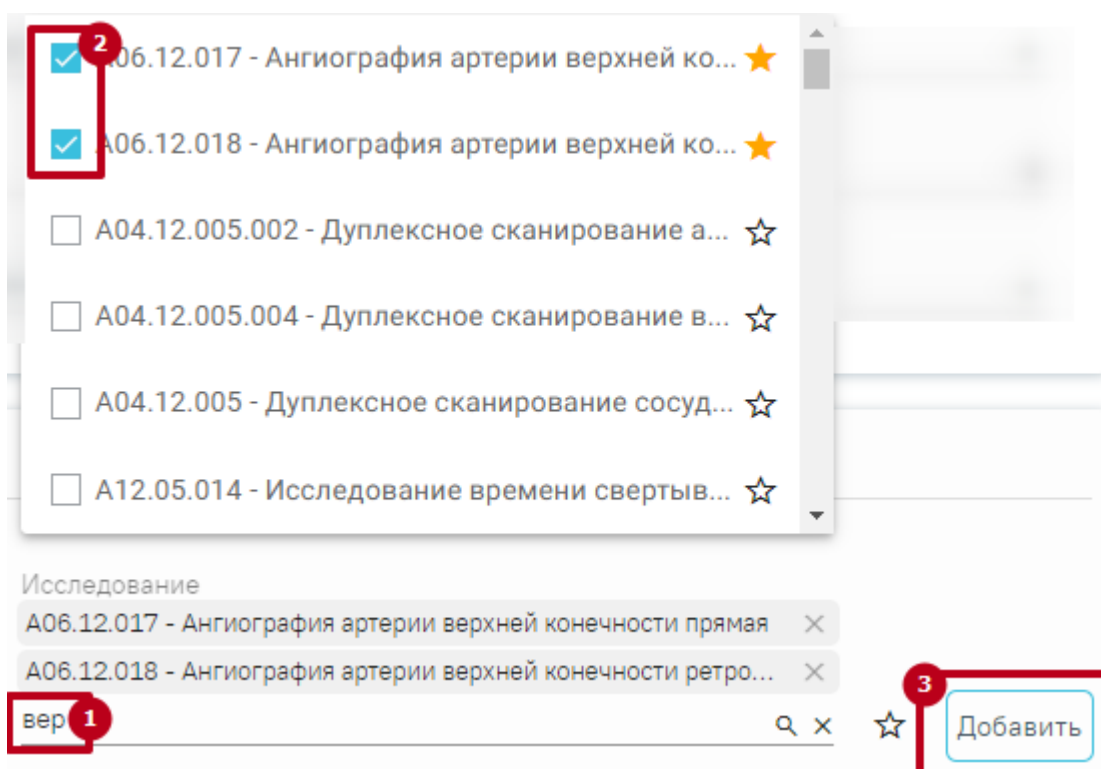 2
A06.12.017 - Ангиография артерии верхней ко...
A06.12.018 - Ангиография артерии верхней ко...
A04.12.005.002 - Дуплексное сканирование а...
A04.12.005.004 - Дуплексное сканирование в...
A04.12.005 - Дуплексное сканирование сосуд...
A12.05.014 - Исследование времени свертыв...
Исследование
A06.12.017 - Ангиография артерии верхней конечности прямая
A06.12.018 - Ангиография артерии верхней конечности ретро...
3
вер 1
Добавить